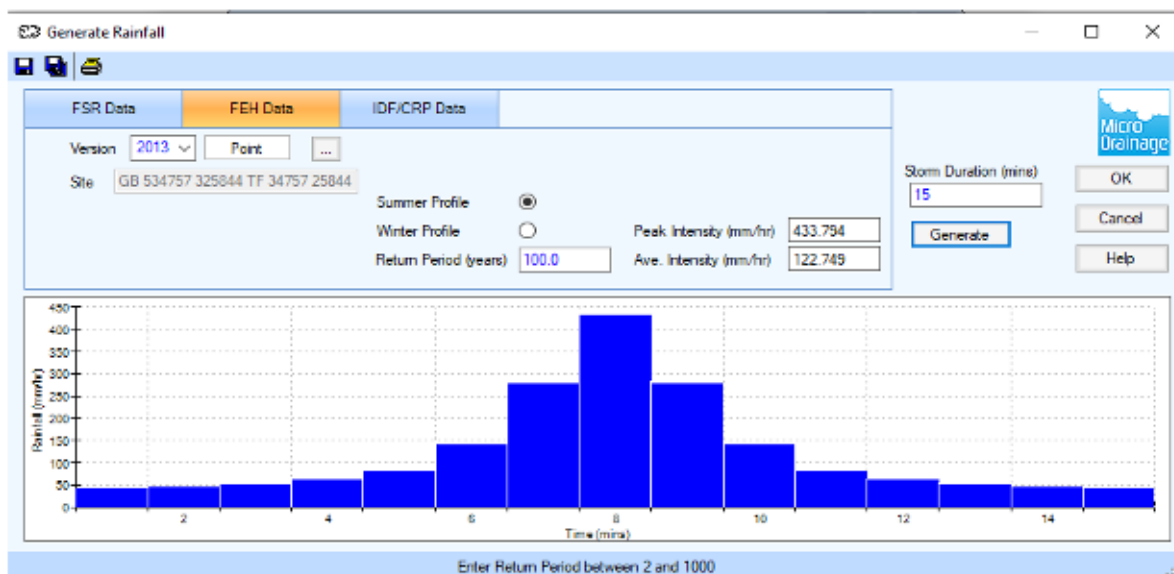 Generate Rainfall
FSR Data FEH Data IDF/CRP Data
Micro Drainage
Version 2013 Point ...
Site GB 534757 325844 TF 34757 25844
Storm Duration (mins)
15
OK
Summer Profile
Winter Profile Peak Intensity (mm/hr) 433.794 Generate Cancel
Return Period (years) 100.0 Ave. Intensity (mm/hr) 122.749 Help
450
400
350
300
250
200
150
100
50
0
Rainfall (mm/hr)
2 4 6 8 10 12 14
Time (mins)
Enter Return Period between 2 and 1000